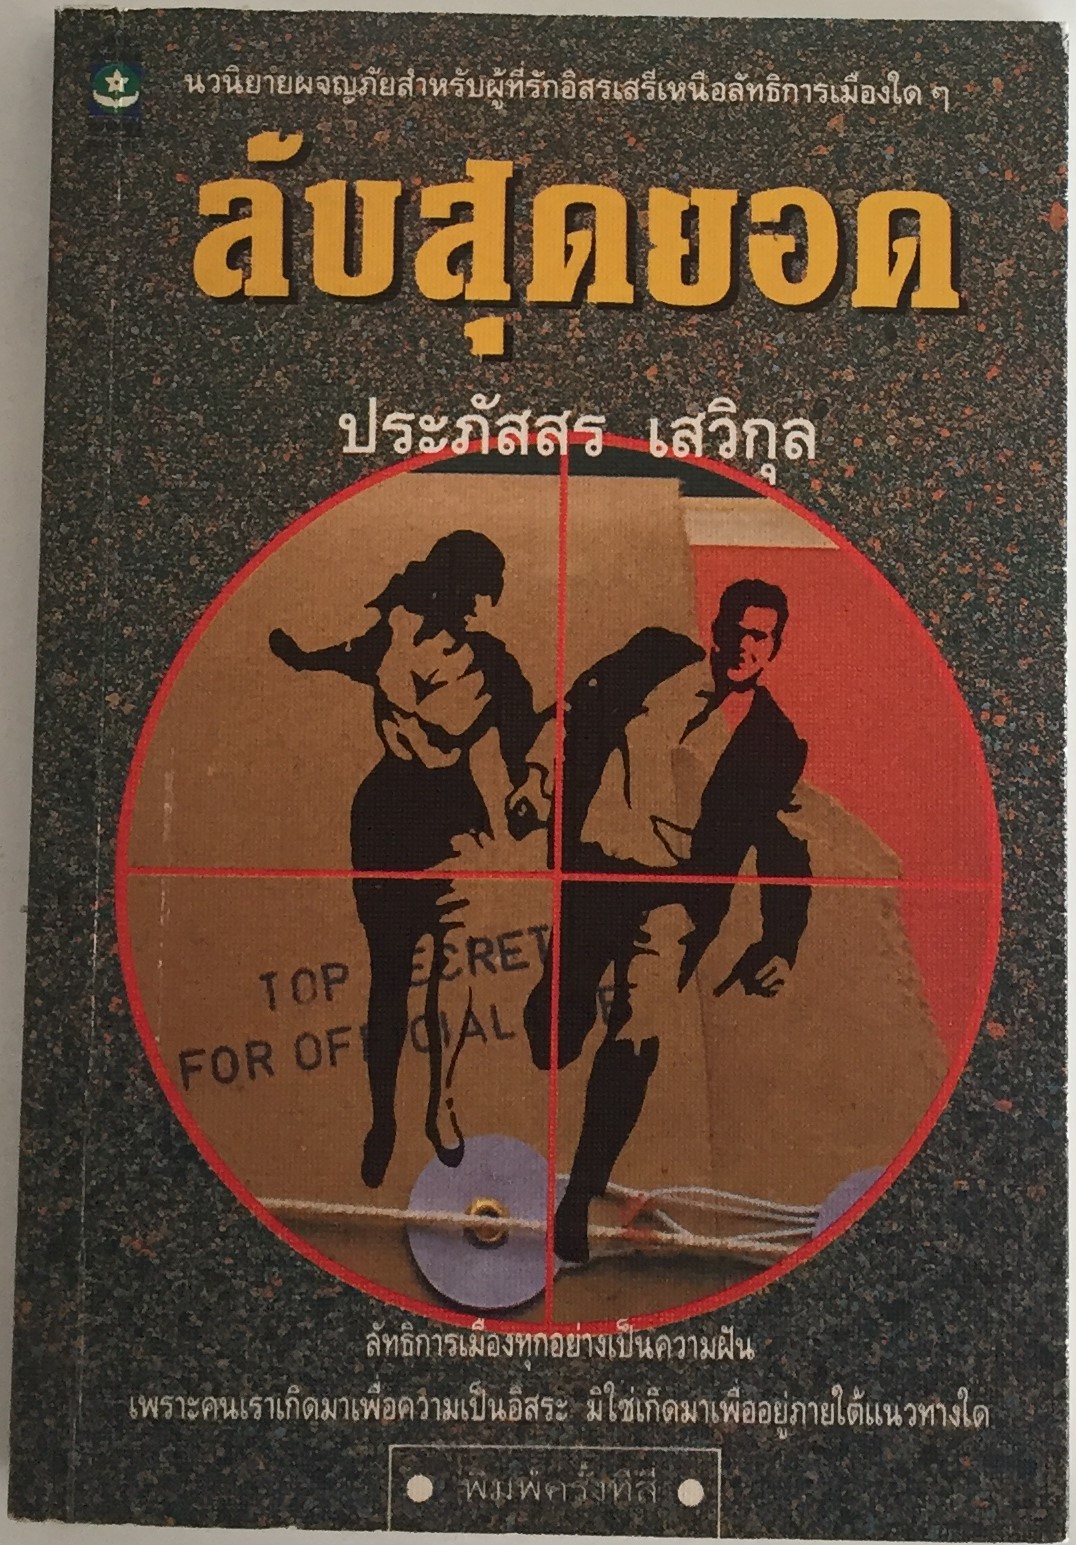 นวนิยายผจญภัยสำหรับผู้ที่รักอิสรเสรีเหนือลัทธิการเมืองใด ๆ
ลับสุดยอด
ประภัสสร เสวิกุล
TOP SECRET
FOR OFFICIAL USE
ลัทธิการเมืองทุกอย่างเป็นความฝัน
เพราะคนเราเกิดมาเพื่อความเป็นอิสระ มิใช่เกิดมาเพื่ออยู่ภายใต้แนวทางใด
พิมพ์ครั้งที่สี่